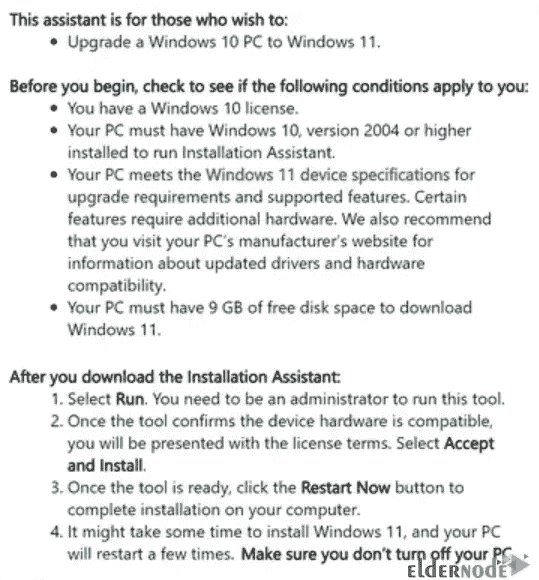 This assistant is for those who wish to:
• Upgrade a Windows 10 PC to Windows 11.
Before you begin, check to see if the following conditions apply to you:
• You have a Windows 10 license.
• Your PC must have Windows 10, version 2004 or higher
installed to run Installation Assistant.
• Your PC meets the Windows 11 device specifications for
upgrade requirements and supported features. Certain
features require additional hardware. We also recommend
that you visit your PC's manufacturer's website for
information about updated drivers and hardware
compatibility.
• Your PC must have 9 GB of free disk space to download
Windows 11.
After you download the Installation Assistant:
1. Select Run. You need to be an administrator to run this tool.
2. Once the tool confirms the device hardware is compatible,
you will be presented with the license terms. Select Accept
and Install.
3. Once the tool is ready, click the Restart Now button to
complete installation on your computer.
4. It might take some time to install Windows 11, and your PC
will restart a few times. Make sure you don't turn off your PC
ELDERNODE